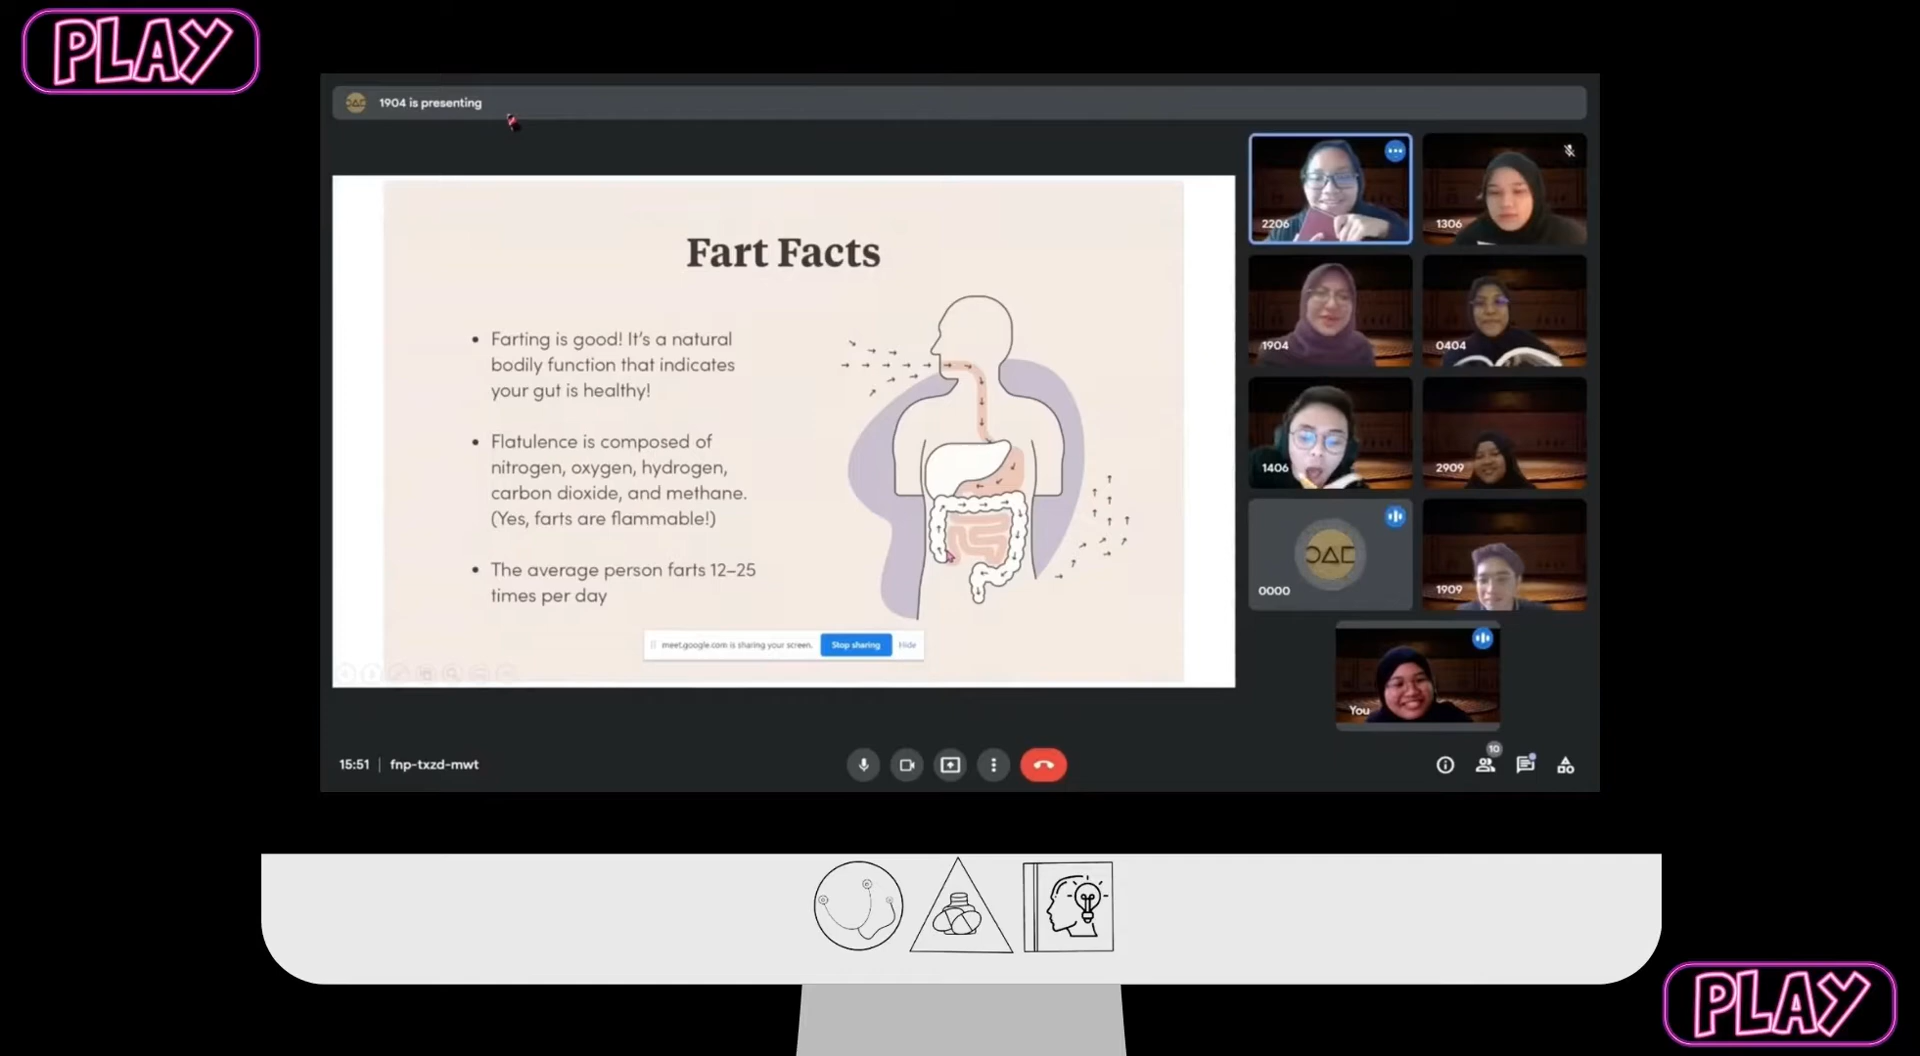 PLAY
1904 is presenting
Fart Facts
• Farting is good! It's a natural
bodily function that indicates
your gut is healthy!
• Flatulence is composed of
nitrogen, oxygen, hydrogen,
carbon dioxide, and methane.
(Yes, farts are flammable!)
• The average person farts 12–25
times per day
meet.google.com is sharing your screen.
Stop sharing
Hide
2206
1306
1904
0404
1406
2909
0000
1909
You
15:51 | fnp-txzd-mwt
10
PLAY